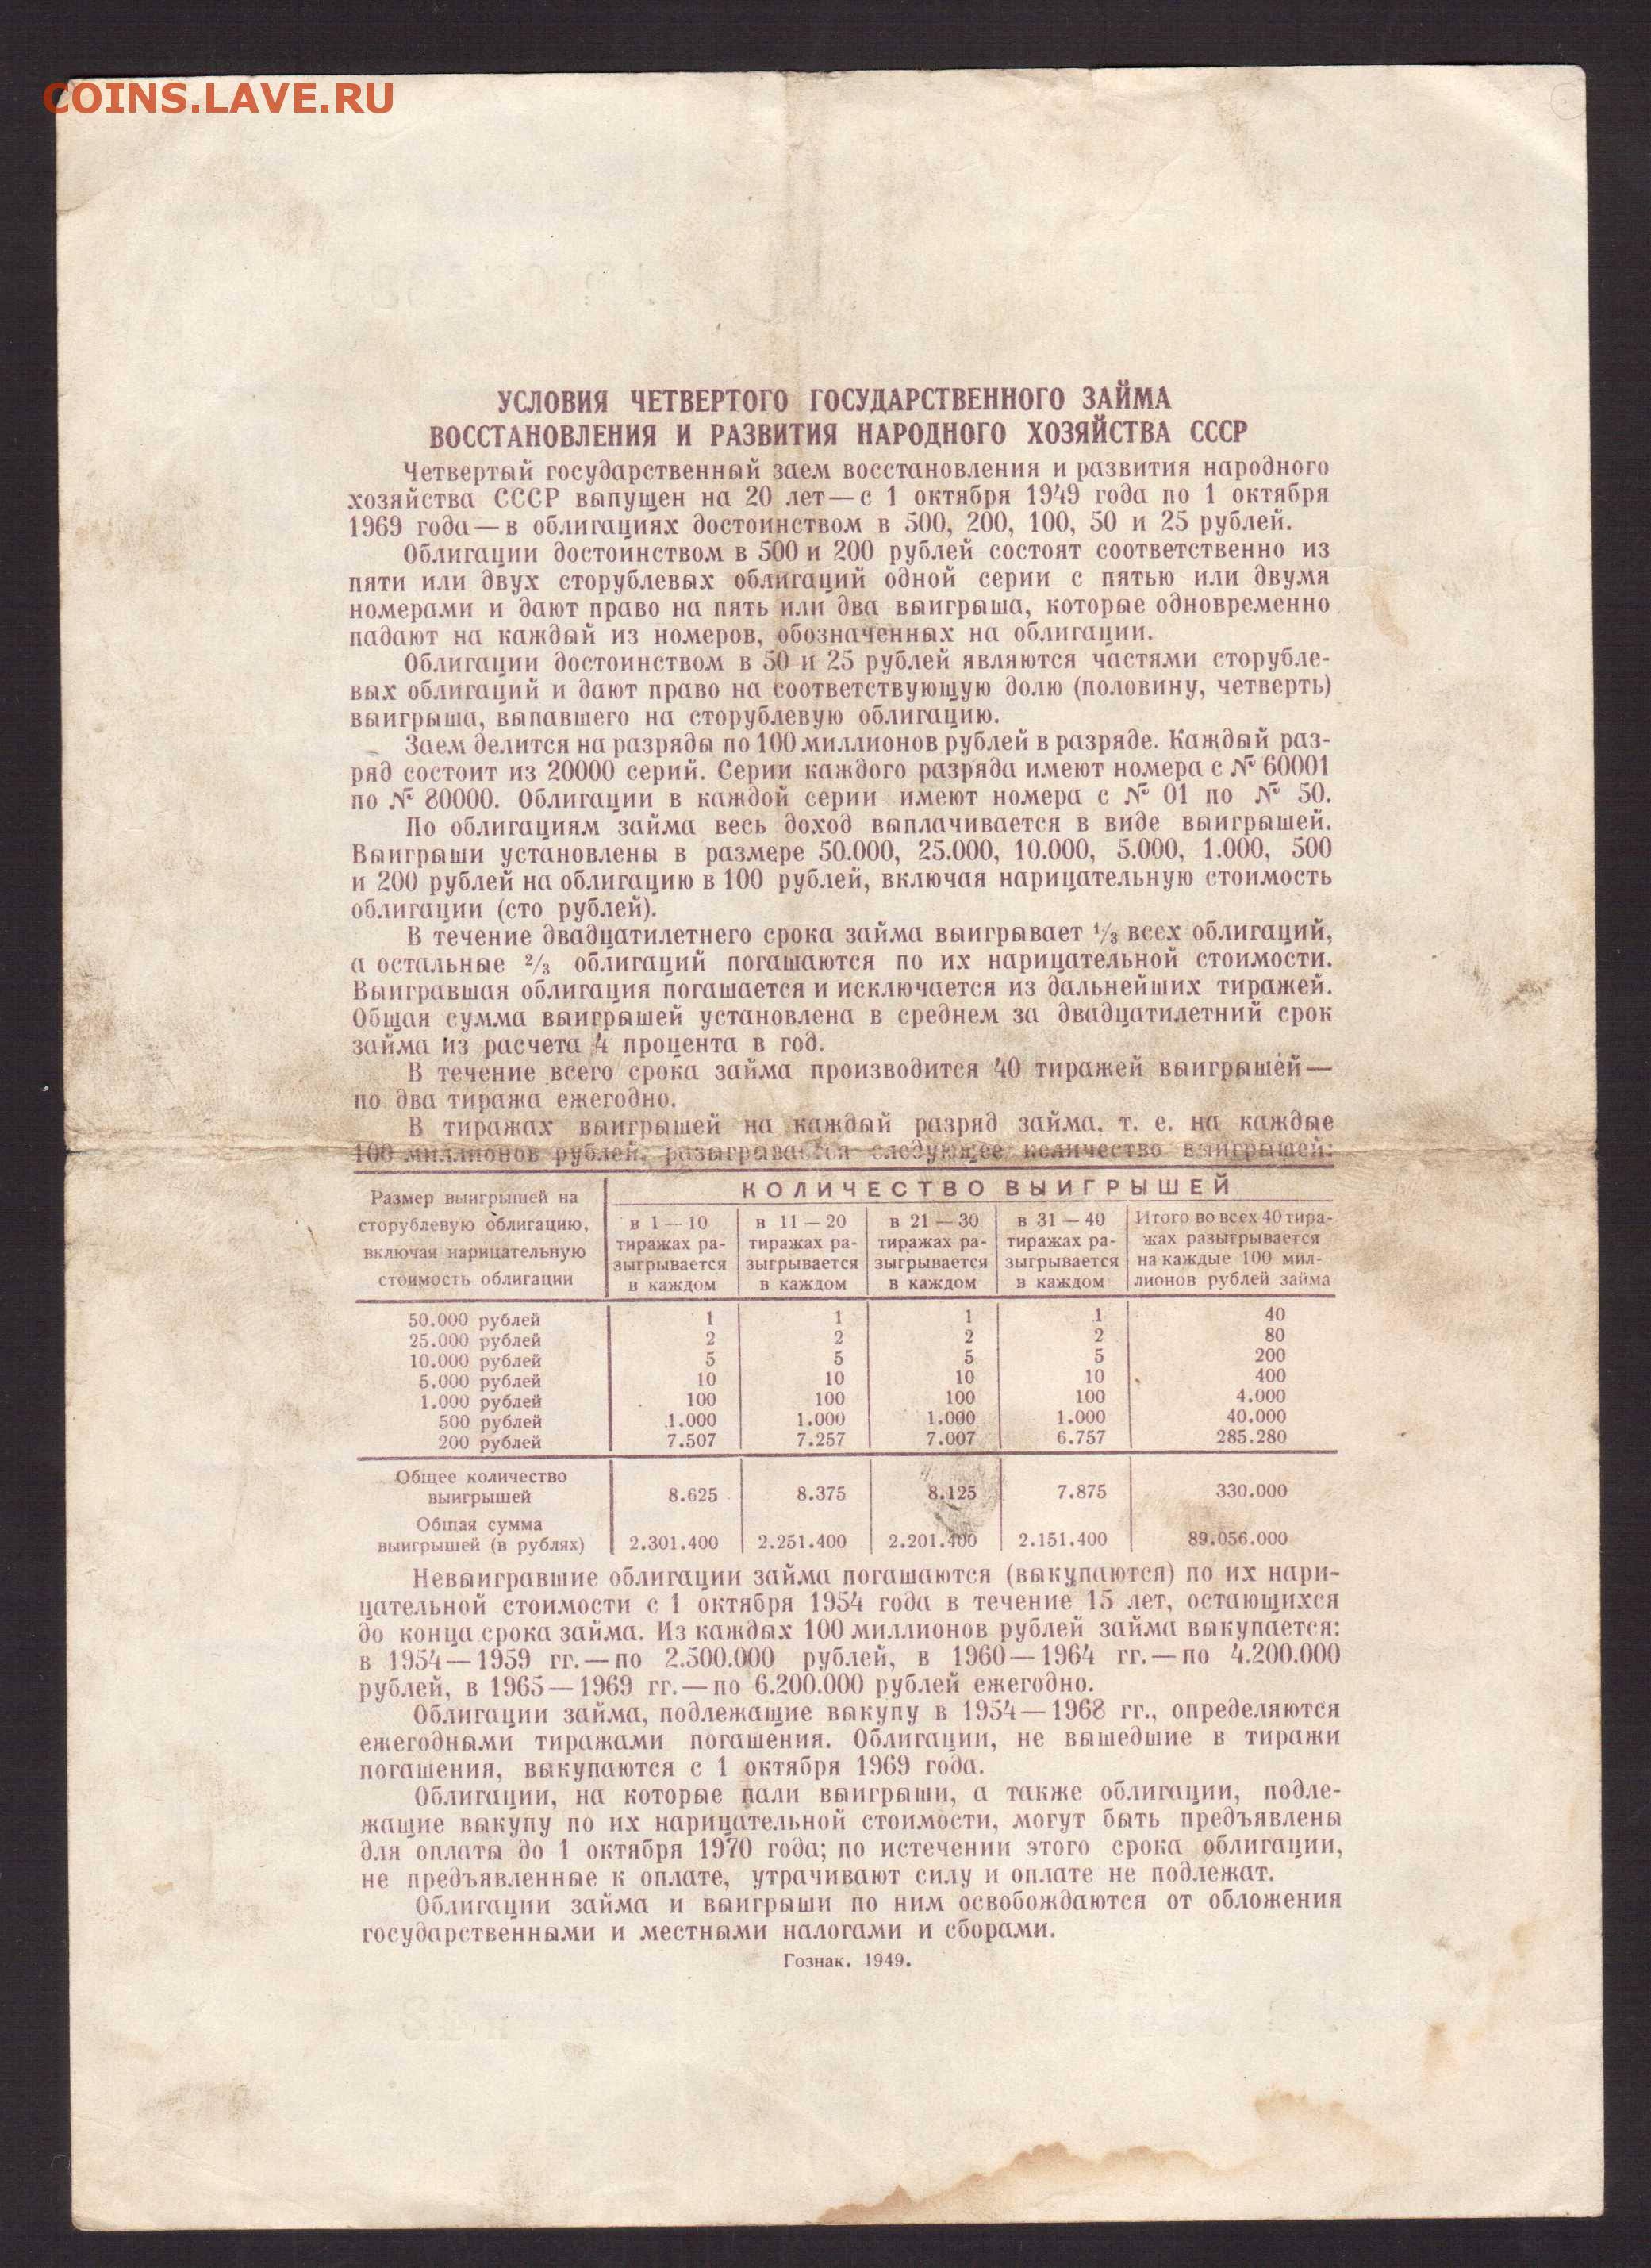 COINS.LAVE.RU
УСЛОВИЯ ЧЕТВЕРТОГО ГОСУДАРСТВЕННОГО ЗАЙМА
ВОССТАНОВЛЕНИЯ И РАЗВИТИЯ НАРОДНОГО ХОЗЯЙСТВА СССР
Четвертый государственный заем восстановления и развития народного
хозяйства СССР выпущен на 20 лет — с 1 октября 1949 года по 1 октября
1969 года — в облигациях достоинством в 500, 200, 100, 50 и 25 рублей.
Облигации достоинством в 500 и 200 рублей состоят соответственно из
пяти или двух сторублевых облигаций одной серии с пятью или двумя
номерами и дают право на пять или два выигрыша, которые одновременно
падают на каждый из номеров, обозначенных на облигации.
Облигации достоинством в 50 и 25 рублей являются частями сторубле-
вых облигаций и дают право на соответствующую долю (половину, четверть)
выигрыша, выпавшего на сторублевую облигацию.
Заем делится на разряды по 100 миллионов рублей в разряде. Каждый раз-
ряд состоит из 20000 серий. Серии каждого разряда имеют номера с № 60001
по № 80000. Облигации в каждой серии имеют номера с № 01 по № 50.
По облигациям займа весь доход выплачивается в виде выигрышей.
Выигрыши установлены в размере 50.000, 25.000, 10.000, 5.000, 1.000, 500
и 200 рублей на облигацию в 100 рублей, включая нарицательную стоимость
облигации (сто рублей).
В течение двадцатилетнего срока займа выигрывает 1/3 всех облигаций,
а остальные 2/3 облигаций погашаются по их нарицательной стоимости.
Выигравшая облигация погашается и исключается из дальнейших тиражей.
Общая сумма выигрышей установлена в среднем за двадцатилетний срок
займа из расчета 4 процента в год.
В течение всего срока займа производится 40 тиражей выигрышей —
по два тиража ежегодно.
В тиражах выигрышей на каждый разряд займа, т. е. на каждые
100 миллионов рублей, разыгрывается следующее количество выигрышей:
Размер выигрышей на
сторублевую облигацию,
включая нарицательную
стоимость облигации
КОЛИЧЕСТВО ВЫИГРЫШЕЙ
в 1 — 10
тиражах ра-
зыгрывается
в каждом
в 11 — 20
тиражах ра-
зыгрывается
в каждом
в 21 — 30
тиражах ра-
зыгрывается
в каждом
в 31 — 40
тиражах ра-
зыгрывается
в каждом
Итого во всех 40 тира-
жах разыгрывается
на каждые 100 мил-
лионов рублей займа
50.000 рублей 1 1 1 1 40
25.000 рублей 2 2 2 2 80
10.000 рублей 5 5 5 5 200
5.000 рублей 10 10 10 10 400
1.000 рублей 100 100 100 100 4.000
500 рублей 1.000 1.000 1.000 1.000 40.000
200 рублей 7.507 7.257 7.007 6.757 285.280
Общее количество
выигрышей 8.625 8.375 8.125 7.875 330.000
Общая сумма
выигрышей (в рублях) 2.301.400 2.251.400 2.201.400 2.151.400 89.056.000
Невыигравшие облигации займа погашаются (выкупаются) по их нари-
цательной стоимости с 1 октября 1954 года в течение 15 лет, остающихся
до конца срока займа. Из каждых 100 миллионов рублей займа выкупается:
в 1954 — 1959 гг. — по 2.500.000 рублей, в 1960 — 1964 гг. — по 4.200.000
рублей, в 1965 — 1969 гг. — по 6.200.000 рублей ежегодно.
Облигации займа, подлежащие выкупу в 1954 — 1968 гг., определяются
ежегодными тиражами погашения. Облигации, не вышедшие в тиражи
погашения, выкупаются с 1 октября 1969 года.
Облигации, на которые пали выигрыши, а также облигации, подле-
жащие выкупу по их нарицательной стоимости, могут быть предъявлены
для оплаты до 1 октября 1970 года; по истечении этого срока облигации,
не предъявленные к оплате, утрачивают силу и оплате не подлежат.
Облигации займа и выигрыши по ним освобождаются от обложения
государственными и местными налогами и сборами.
Гознак. 1949.